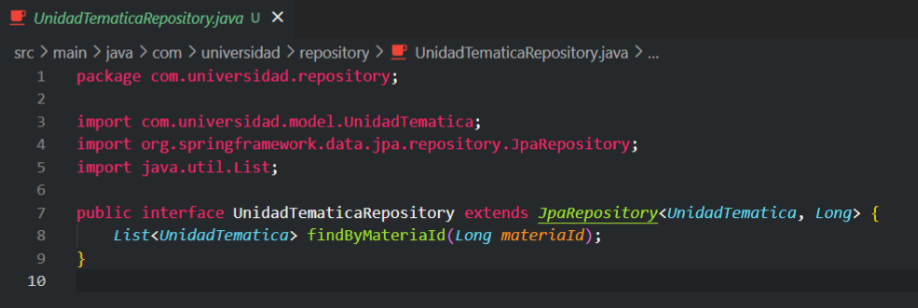 UnidadTematicaRepository.java U ×
src > main > java > com > universidad > repository > UnidadTematicaRepository.java > ...
1 package com.universidad.repository;
2
3 import com.universidad.model.UnidadTematica;
4 import org.springframework.data.jpa.repository.JpaRepository;
5 import java.util.List;
6
7 public interface UnidadTematicaRepository extends JpaRepository<UnidadTematica, Long> {
8     List<UnidadTematica> findByMateriaId(Long materiaId);
9 }
10